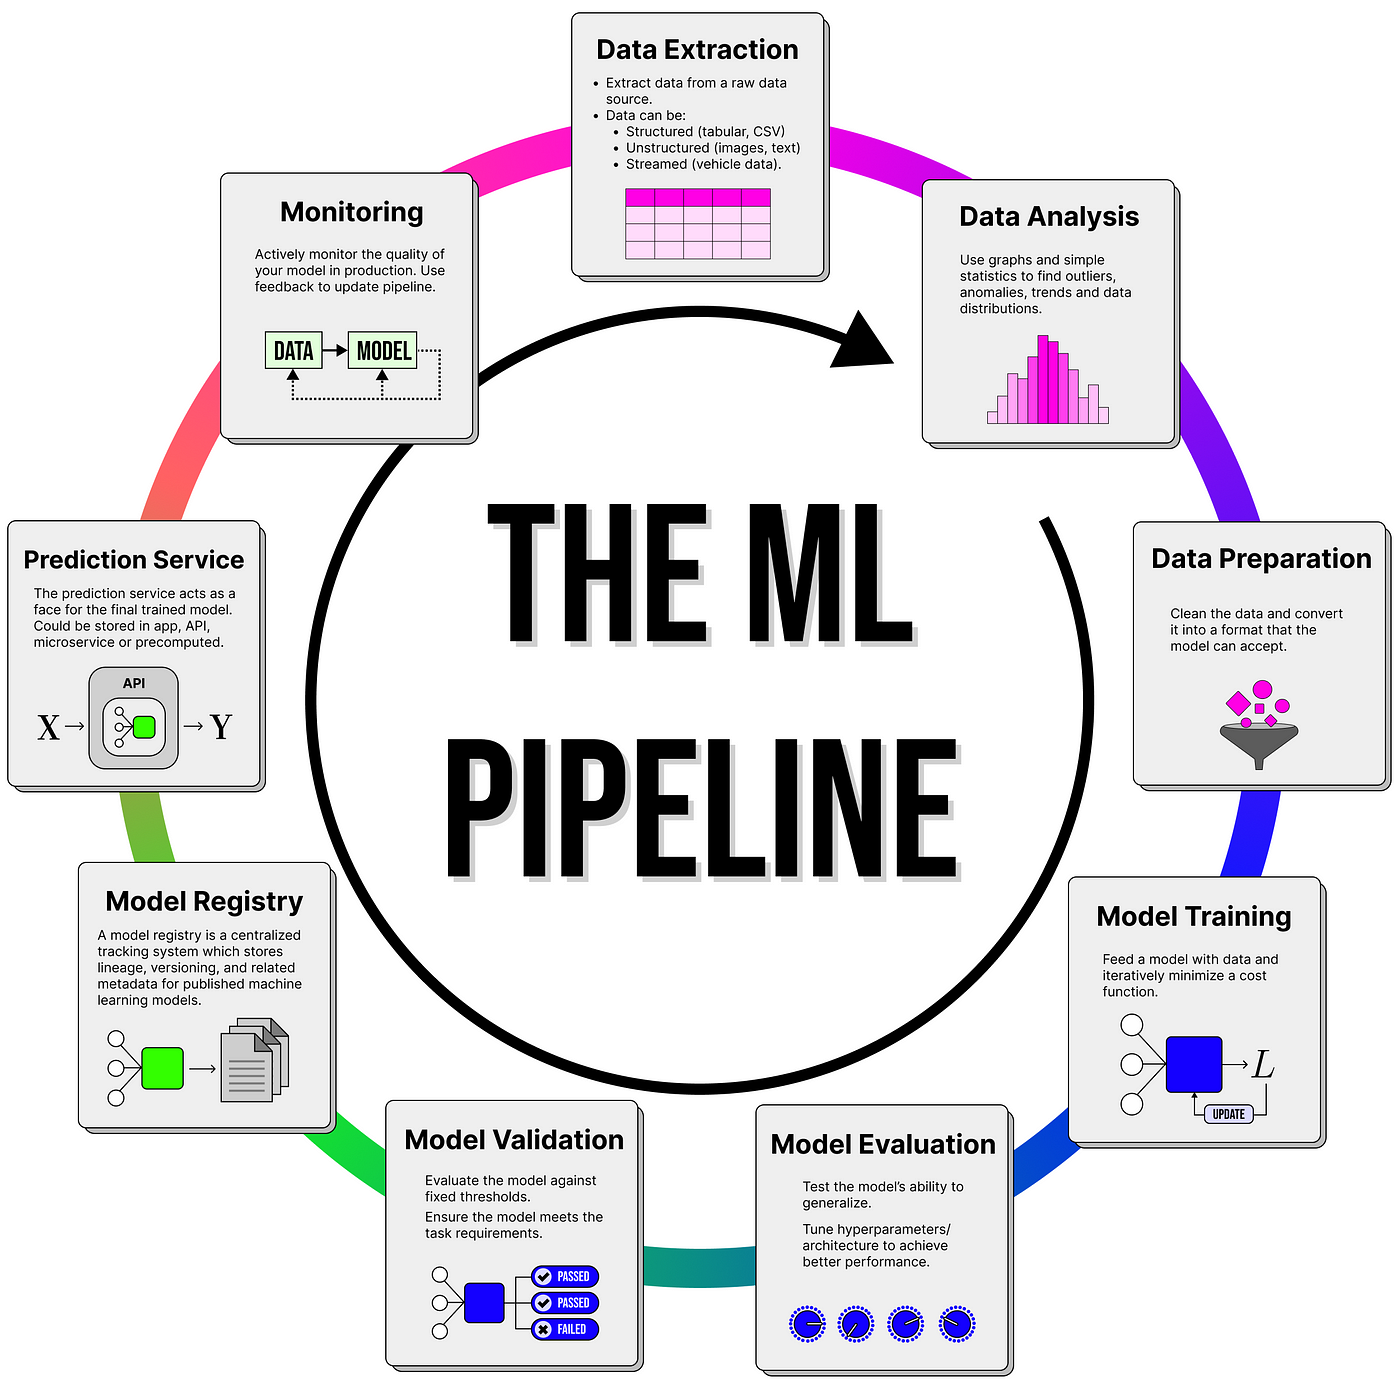 Data Extraction
• Extract data from a raw data
source.
• Data can be:
• Structured (tabular, CSV)
• Unstructured (images, text)
• Streamed (vehicle data).
Data Analysis
Use graphs and simple
statistics to find outliers,
anomalies, trends and data
distributions.
Data Preparation
Clean the data and convert
it into a format that the
model can accept.
Model Training
Feed a model with data and
iteratively minimize a cost
function.
L
UPDATE
Model Evaluation
Test the model's ability to
generalize.
Tune hyperparameters/
architecture to achieve
better performance.
Model Validation
Evaluate the model against
fixed thresholds.
Ensure the model meets the
task requirements.
PASSED
PASSED
FAILED
Model Registry
A model registry is a centralized
tracking system which stores
lineage, versioning, and related
metadata for published machine
learning models.
Prediction Service
The prediction service acts as a
face for the final trained model.
Could be stored in app, API,
microservice or precomputed.
API
X → → Y
Monitoring
Actively monitor the quality of
your model in production. Use
feedback to update pipeline.
DATA MODEL
THE ML
PIPELINE